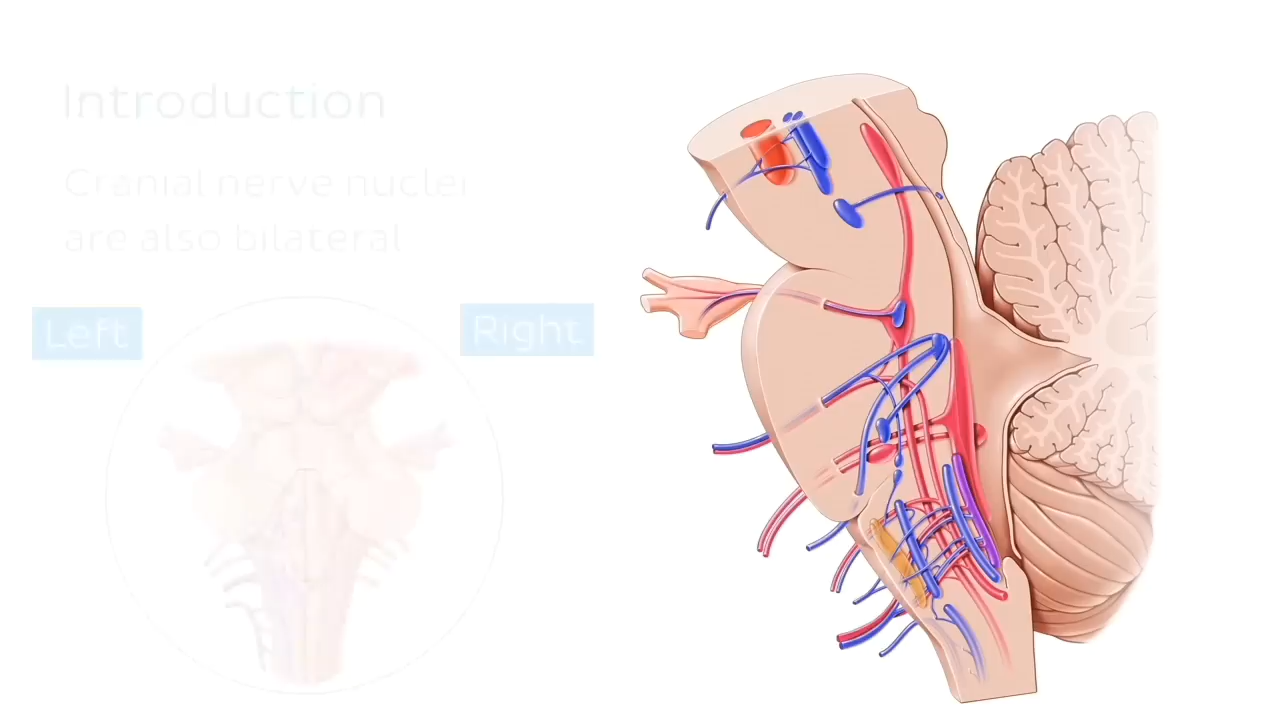 Introduction
Cranial nerve nuclei
are also bilateral
Left
Right